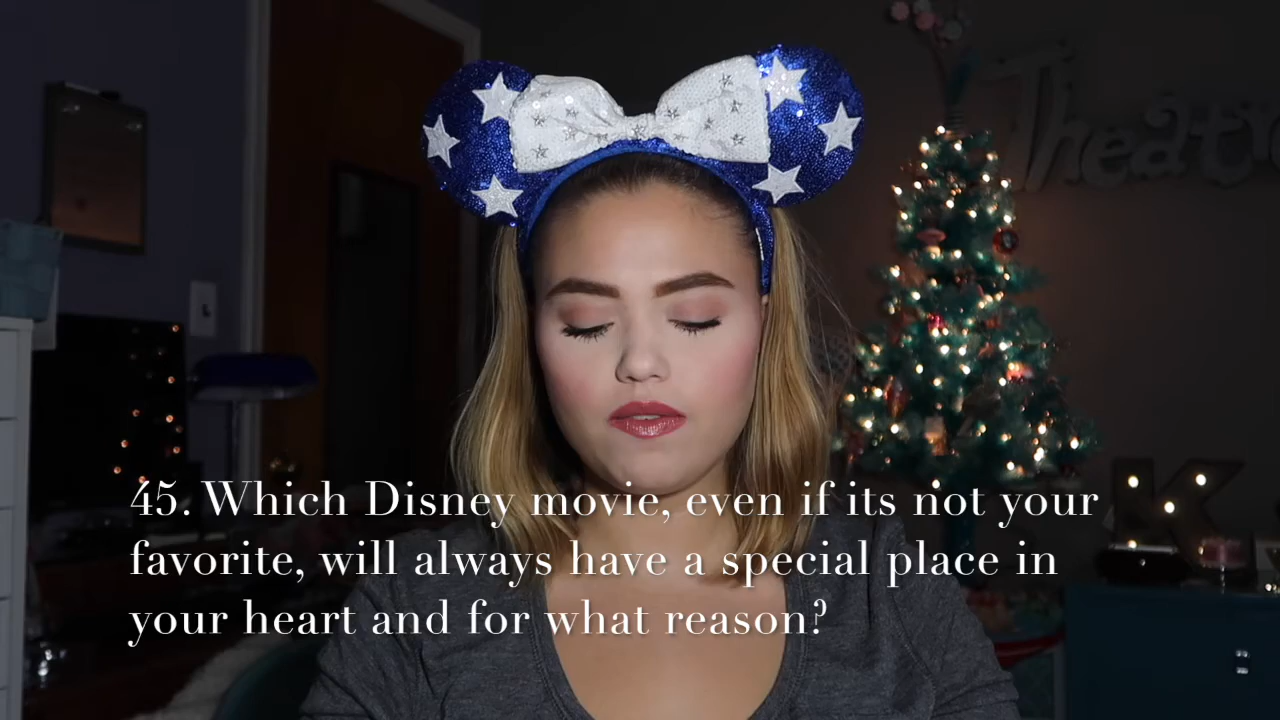 Theatre
45. Which Disney movie, even if its not your
favorite, will always have a special place in
your heart and for what reason?
K